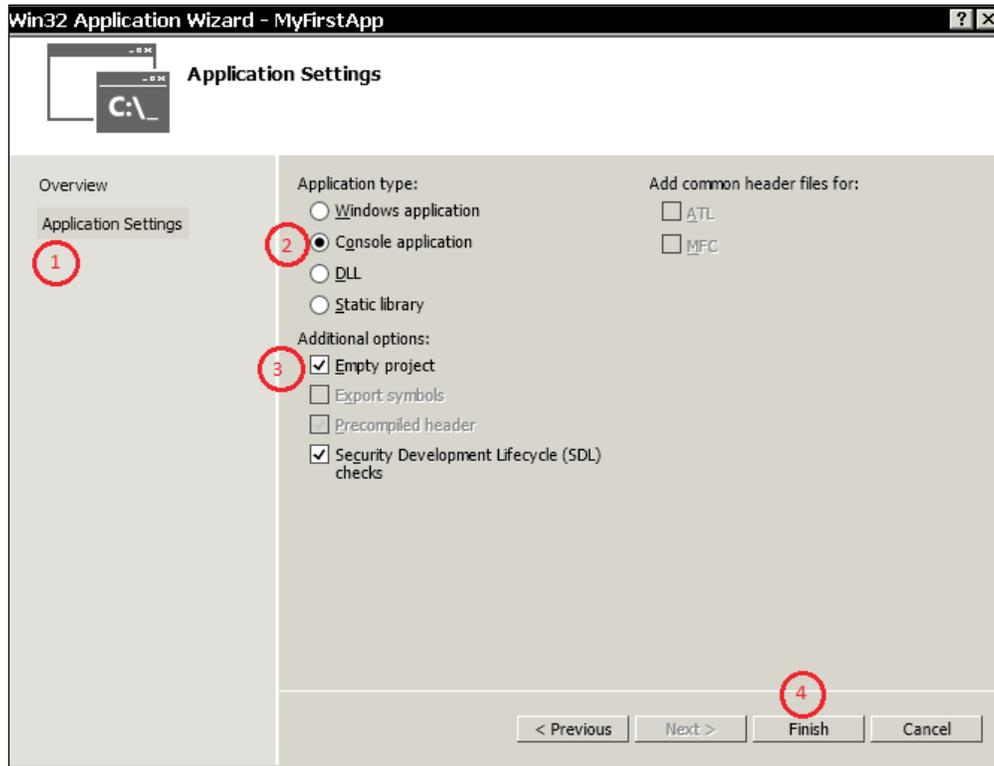 Win32 Application Wizard - MyFirstApp
? X
C:\_
Application Settings
Overview
Application Settings
1
Application type:
Windows application
2
Console application
DLL
Static library
Additional options:
3
Empty project
Export symbols
Precompiled header
Security Development Lifecycle (SDL)
checks
Add common header files for:
ATL
MFC
4
< Previous
Next >
Finish
Cancel